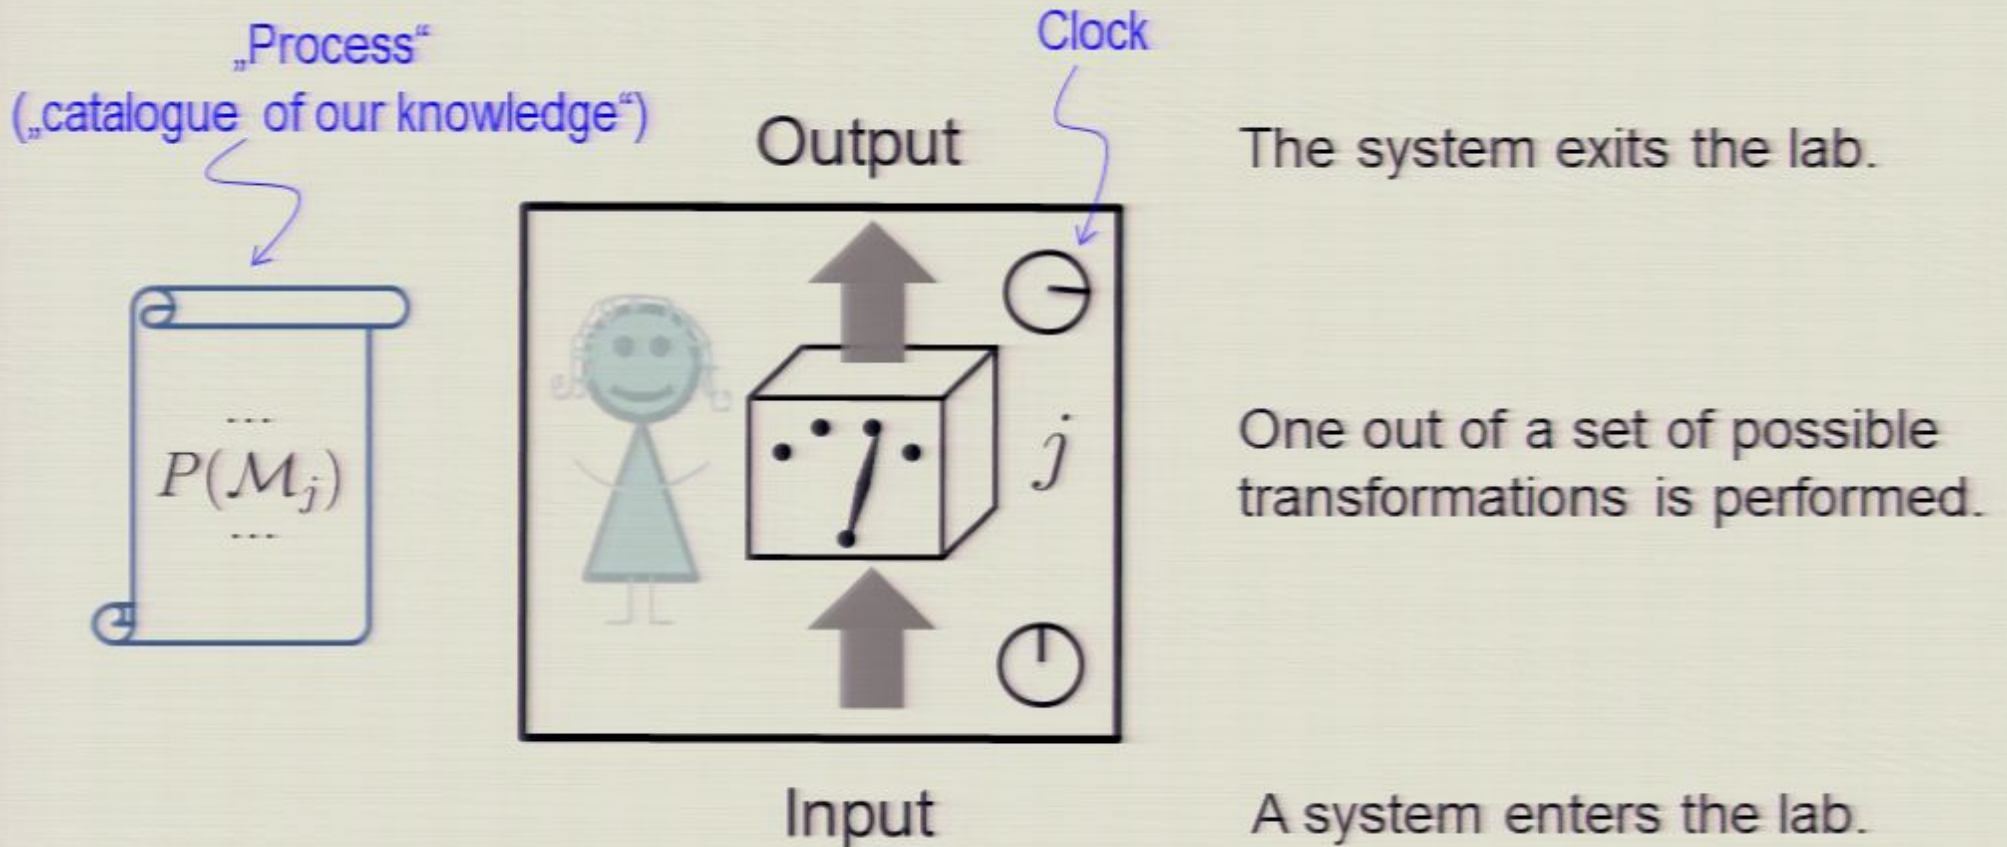 „Process“
(„catalogue of our knowledge“)
Clock
Output
The system exits the lab.
...
P(𝓜ⱼ)
...
j
One out of a set of possible
transformations is performed.
Input
A system enters the lab.